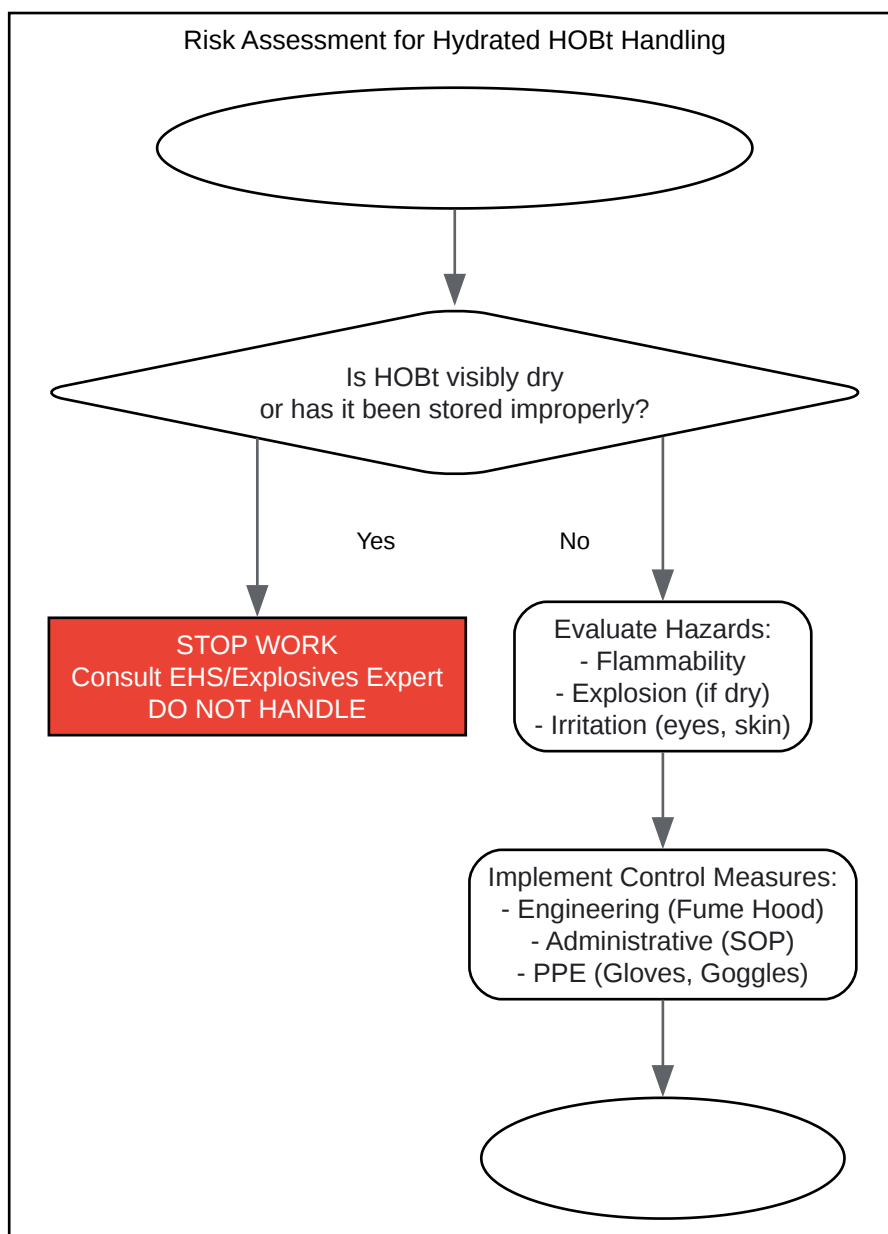 Risk Assessment for Hydrated HOBt Handling
Is HOBt visibly dry
or has it been stored improperly?
Yes
No
STOP WORK
Consult EHS/Explosives Expert
DO NOT HANDLE
Evaluate Hazards:
- Flammability
- Explosion (if dry)
- Irritation (eyes, skin)
Implement Control Measures:
- Engineering (Fume Hood)
- Administrative (SOP)
- PPE (Gloves, Goggles)